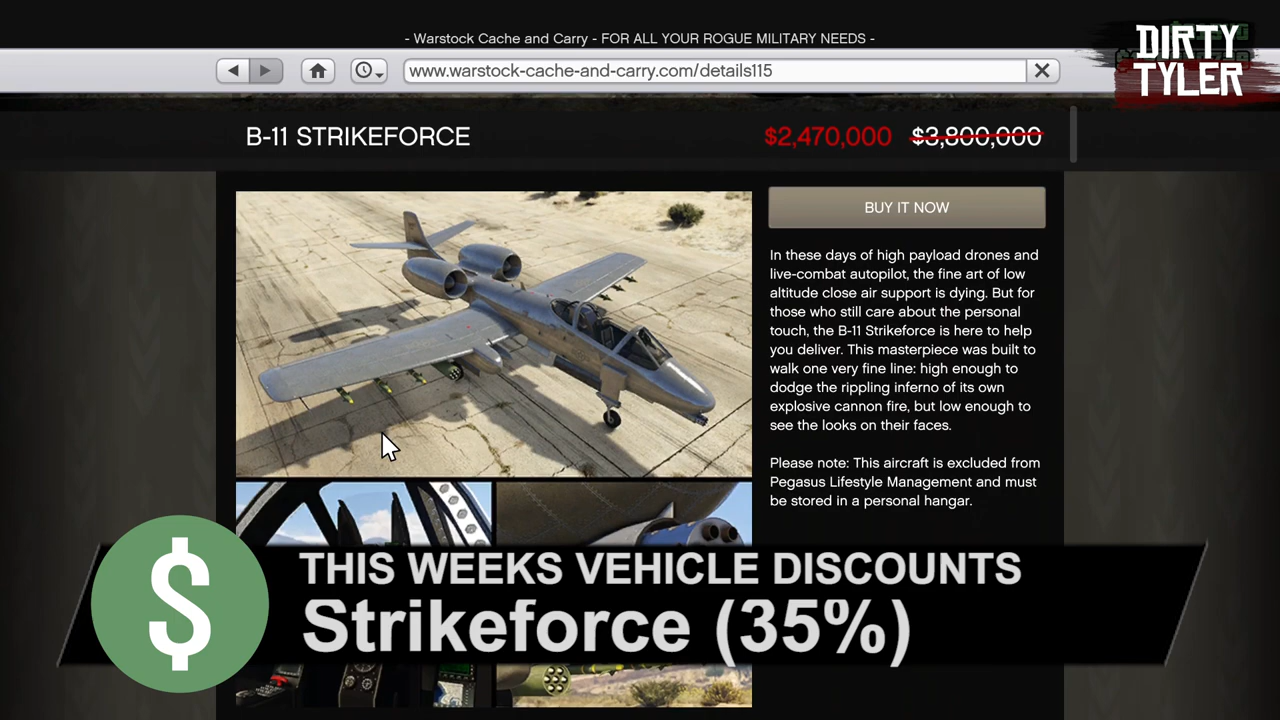 - Warstock Cache and Carry - FOR ALL YOUR ROGUE MILITARY NEEDS -
DIRTY
TYLER
www.warstock-cache-and-carry.com/details115
B-11 STRIKEFORCE
$2,470,000 $3,800,000
BUY IT NOW
In these days of high payload drones and
live-combat autopilot, the fine art of low
altitude close air support is dying. But for
those who still care about the personal
touch, the B-11 Strikeforce is here to help
you deliver. This masterpiece was built to
walk one very fine line: high enough to
dodge the rippling inferno of its own
explosive cannon fire, but low enough to
see the looks on their faces.
Please note: This aircraft is excluded from
Pegasus Lifestyle Management and must
be stored in a personal hangar.
$
THIS WEEKS VEHICLE DISCOUNTS
Strikeforce (35%)